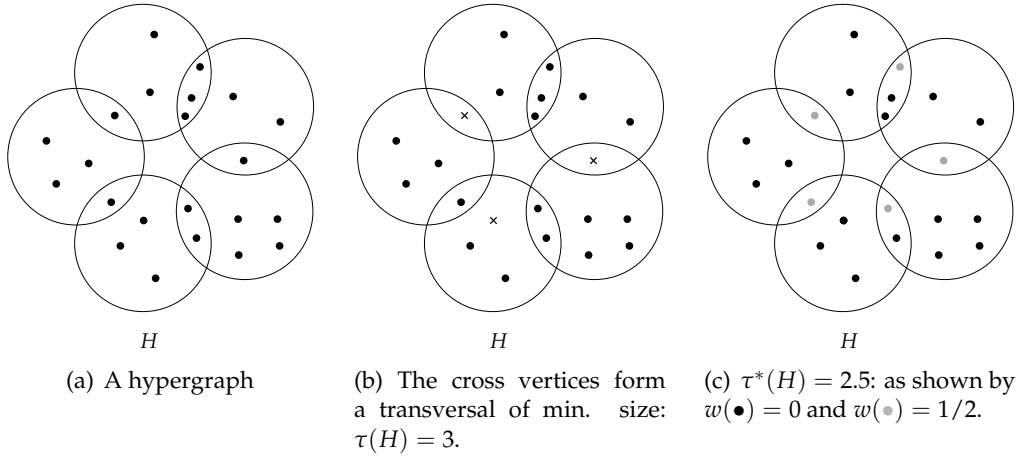 H
H
H
(a) A hypergraph
(b) The cross vertices form
a transversal of min. size:
τ(H) = 3.
(c) τ*(H) = 2.5: as shown by
w(●) = 0 and w(●) = 1/2.